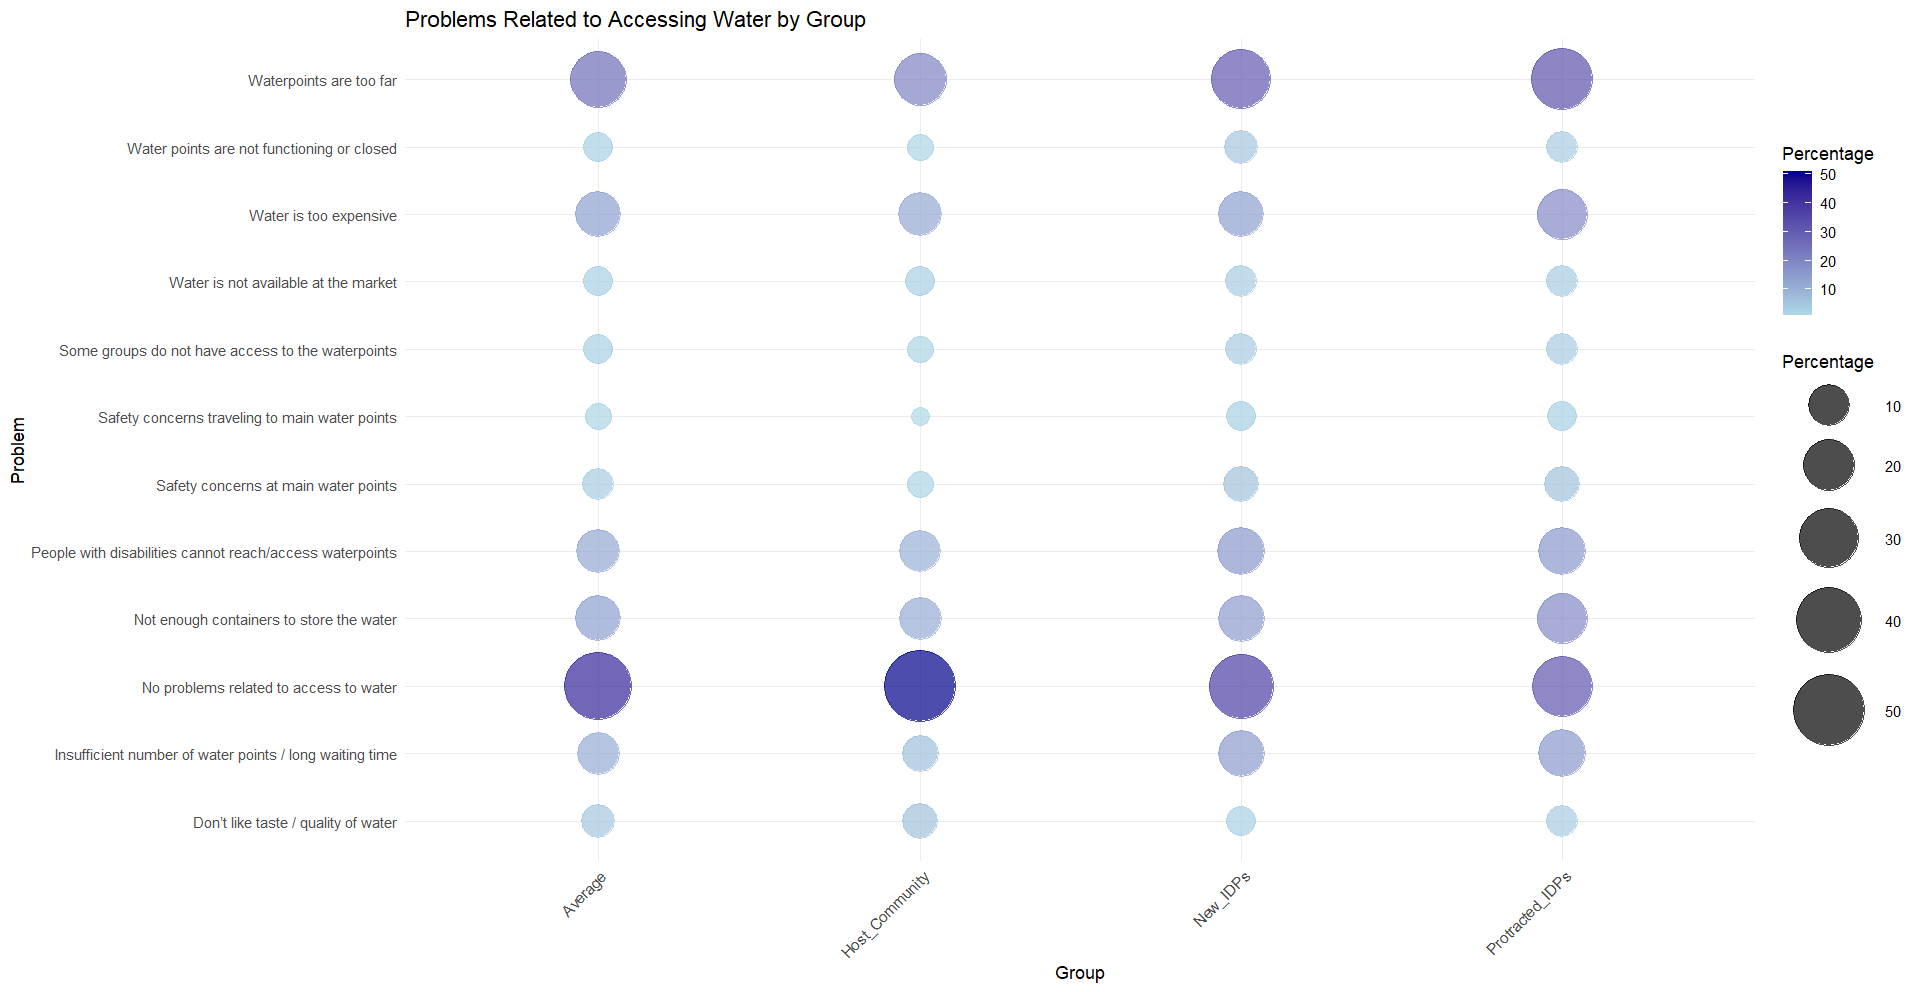 Problems Related to Accessing Water by Group
Problem
Waterpoints are too far
Water points are not functioning or closed
Water is too expensive
Water is not available at the market
Some groups do not have access to the waterpoints
Safety concerns traveling to main water points
Safety concerns at main water points
People with disabilities cannot reach/access waterpoints
Not enough containers to store the water
No problems related to access to water
Insufficient number of water points / long waiting time
Don't like taste / quality of water
Average
Host_Community
New_IDPs
Protracted_IDPs
Group
Percentage
50
40
30
20
10
Percentage
10
20
30
40
50